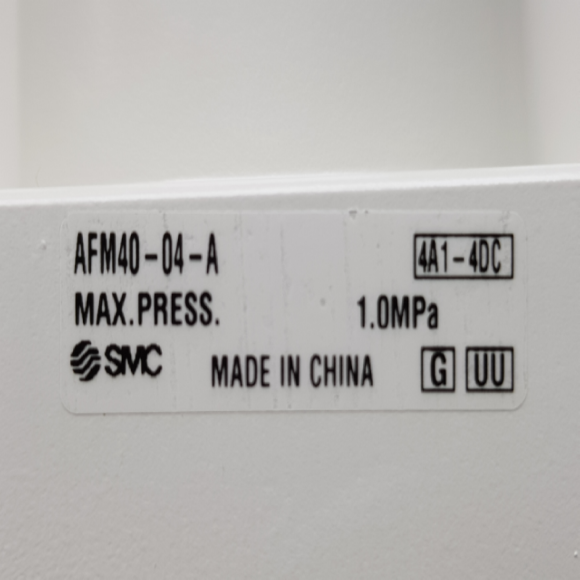 AFM40-04-A 4A1-4DC
MAX.PRESS. 1.0MPa
SMC MADE IN CHINA G UU